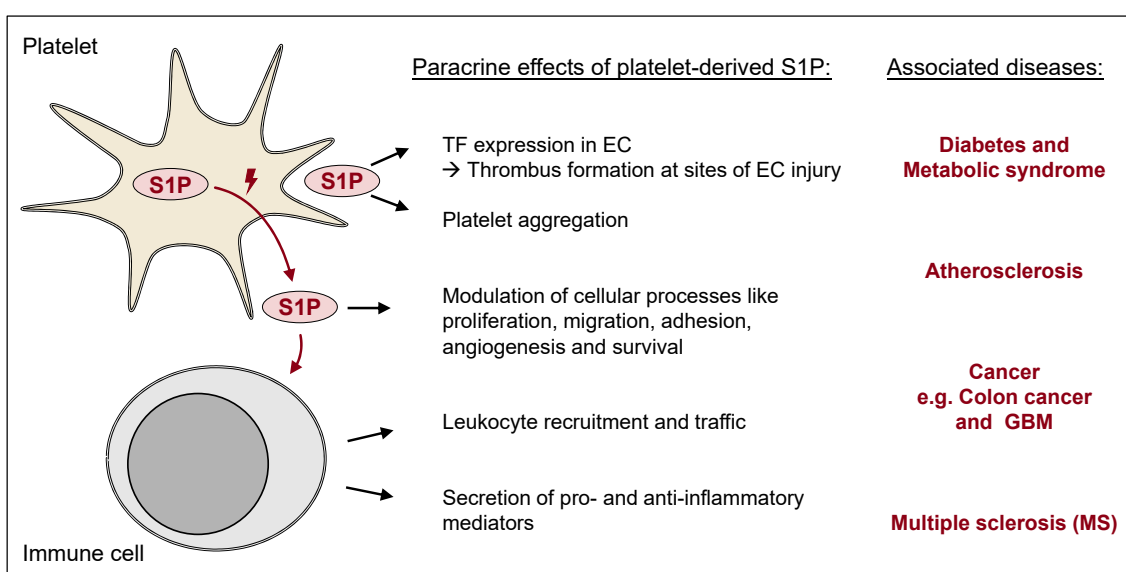 Platelet
Paracrine effects of platelet-derived S1P:
Associated diseases:
S1P
S1P
TF expression in EC
→ Thrombus formation at sites of EC injury
Platelet aggregation
Diabetes and
Metabolic syndrome
S1P
Modulation of cellular processes like
proliferation, migration, adhesion,
angiogenesis and survival
Atherosclerosis
Leukocyte recruitment and traffic
Cancer
e.g. Colon cancer
and GBM
Secretion of pro- and anti-inflammatory
mediators
Multiple sclerosis (MS)
Immune cell